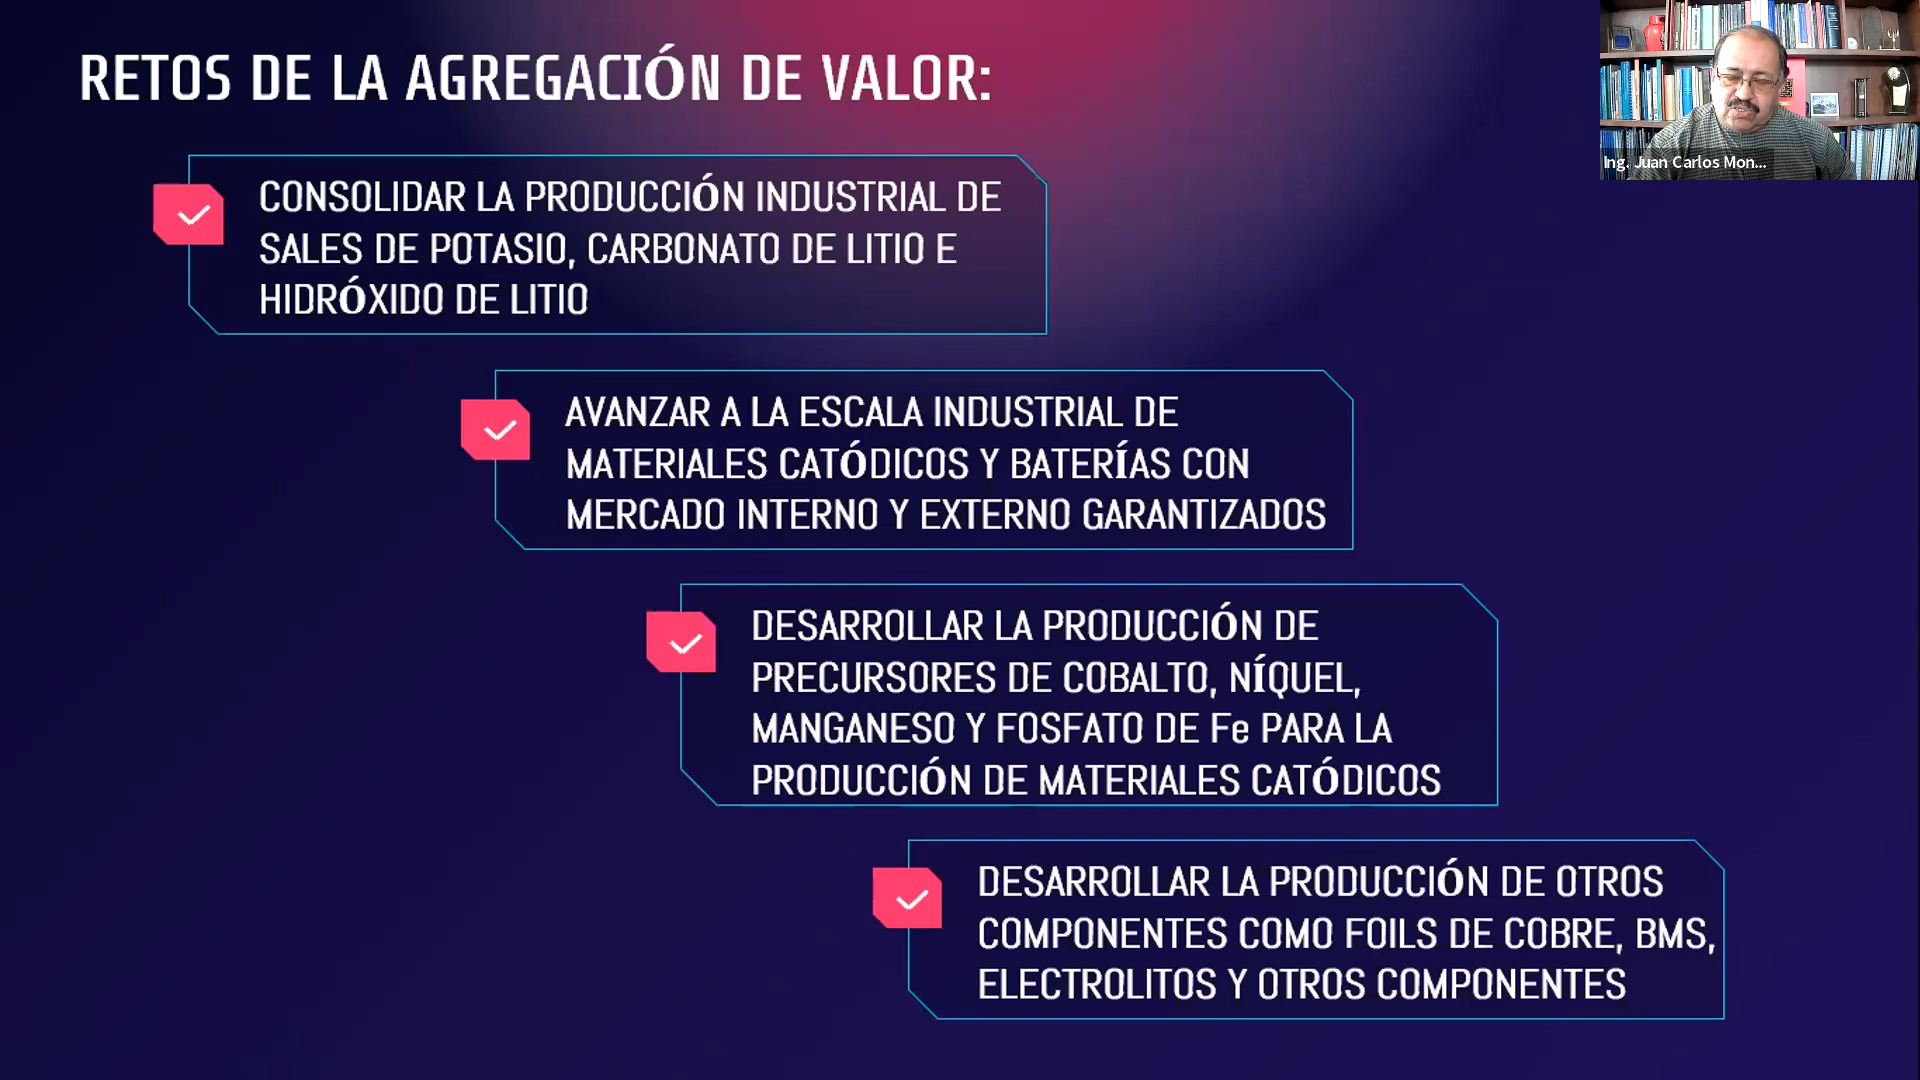 RETOS DE LA AGREGACIÓN DE VALOR:
Ing. Juan Carlos Mon...
CONSOLIDAR LA PRODUCCIÓN INDUSTRIAL DE
SALES DE POTASIO, CARBONATO DE LITIO E
HIDRÓXIDO DE LITIO
AVANZAR A LA ESCALA INDUSTRIAL DE
MATERIALES CATÓDICOS Y BATERÍAS CON
MERCADO INTERNO Y EXTERNO GARANTIZADOS
DESARROLLAR LA PRODUCCIÓN DE
PRECURSORES DE COBALTO, NÍQUEL,
MANGANESO Y FOSFATO DE Fe PARA LA
PRODUCCIÓN DE MATERIALES CATÓDICOS
DESARROLLAR LA PRODUCCIÓN DE OTROS
COMPONENTES COMO FOILS DE COBRE, BMS,
ELECTROLITOS Y OTROS COMPONENTES